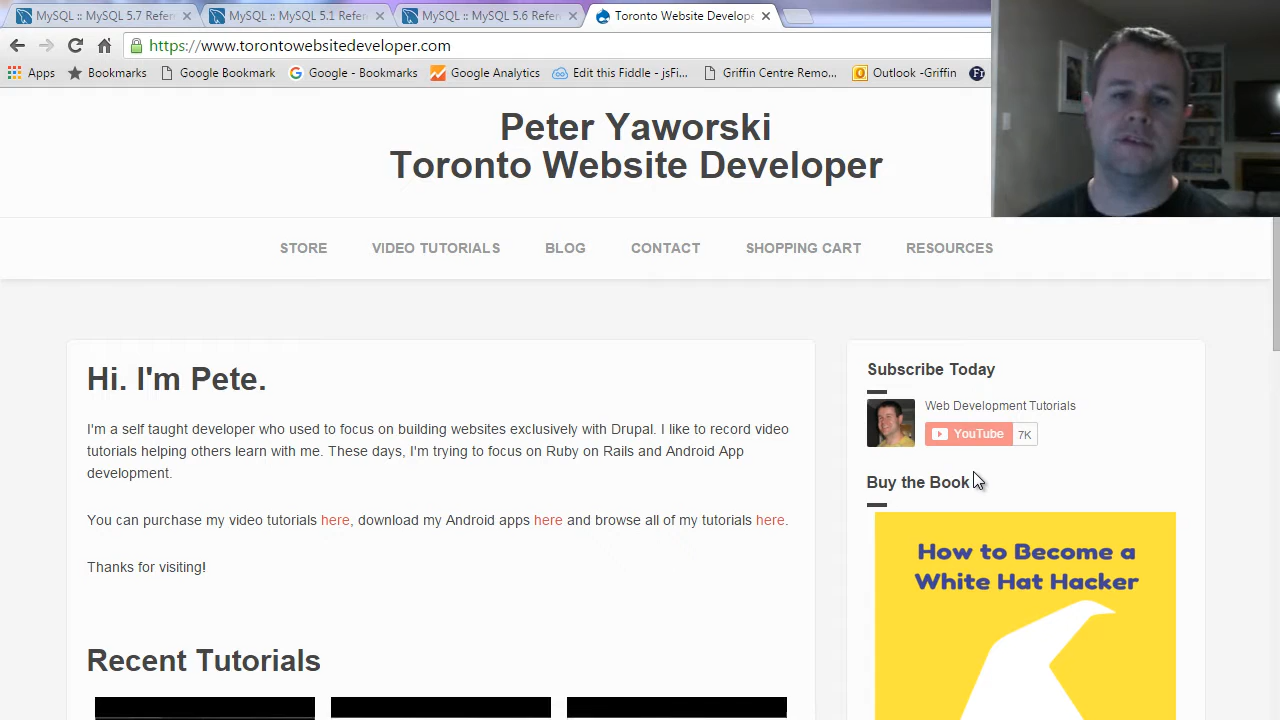 MySQL :: MySQL 5.7 Refer
MySQL :: MySQL 5.1 Refer
MySQL :: MySQL 5.6 Refer
Toronto Website Develope
https://www.torontowebsitedeveloper.com
Apps
Bookmarks
Google Bookmark
Google - Bookmarks
Google Analytics
Edit this Fiddle - jsFi...
Griffin Centre Remo...
Outlook -Griffin
Fr
Peter Yaworski
Toronto Website Developer
STORE
VIDEO TUTORIALS
BLOG
CONTACT
SHOPPING CART
RESOURCES
Hi. I'm Pete.
I'm a self taught developer who used to focus on building websites exclusively with Drupal. I like to record video
tutorials helping others learn with me. These days, I'm trying to focus on Ruby on Rails and Android App
development.
You can purchase my video tutorials here, download my Android apps here and browse all of my tutorials here.
Thanks for visiting!
Recent Tutorials
Subscribe Today
Web Development Tutorials
YouTube 7K
Buy the Book
How to Become a
White Hat Hacker